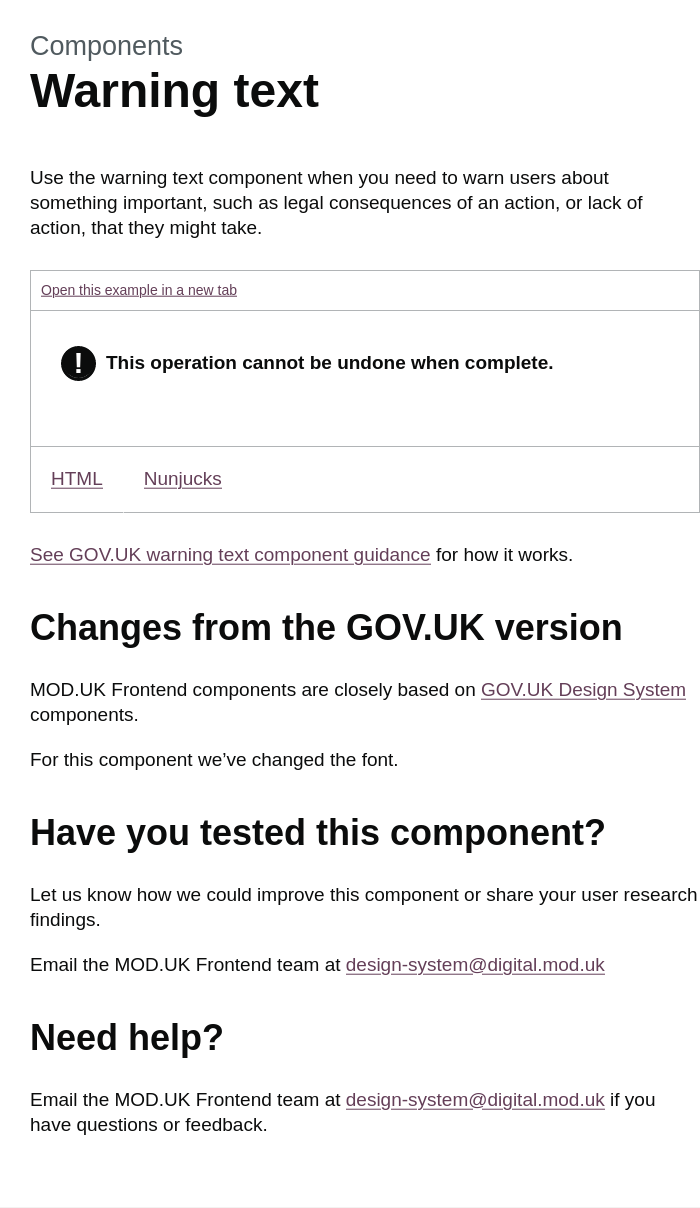 Components
Warning text
Use the warning text component when you need to warn users about
something important, such as legal consequences of an action, or lack of
action, that they might take.
Open this example in a new tab
! This operation cannot be undone when complete.
HTML Nunjucks
See GOV.UK warning text component guidance for how it works.
Changes from the GOV.UK version
MOD.UK Frontend components are closely based on GOV.UK Design System
components.
For this component we’ve changed the font.
Have you tested this component?
Let us know how we could improve this component or share your user research
findings.
Email the MOD.UK Frontend team at design-system@digital.mod.uk
Need help?
Email the MOD.UK Frontend team at design-system@digital.mod.uk if you
have questions or feedback.